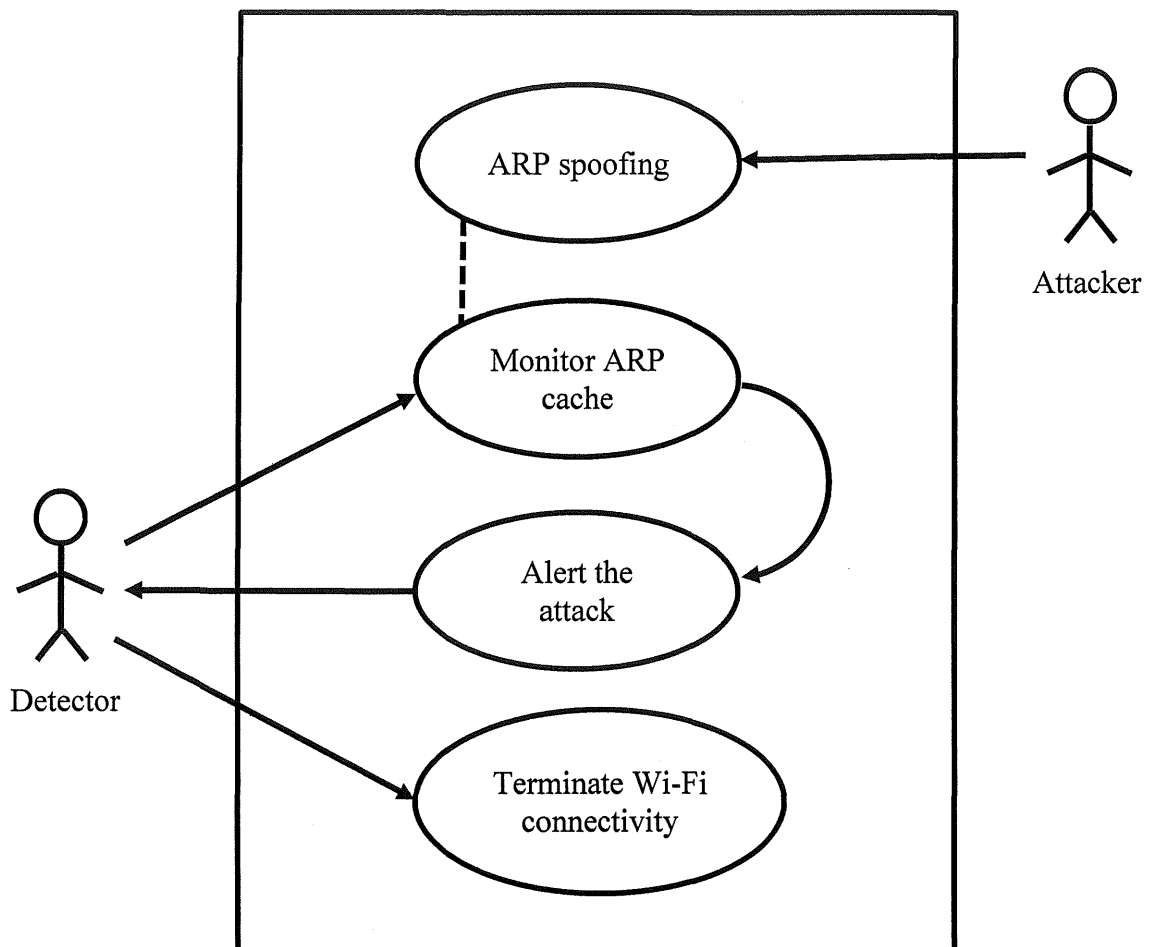 ARP spoofing
Attacker
Monitor ARP
cache
Alert the
attack
Detector
Terminate Wi-Fi
connectivity